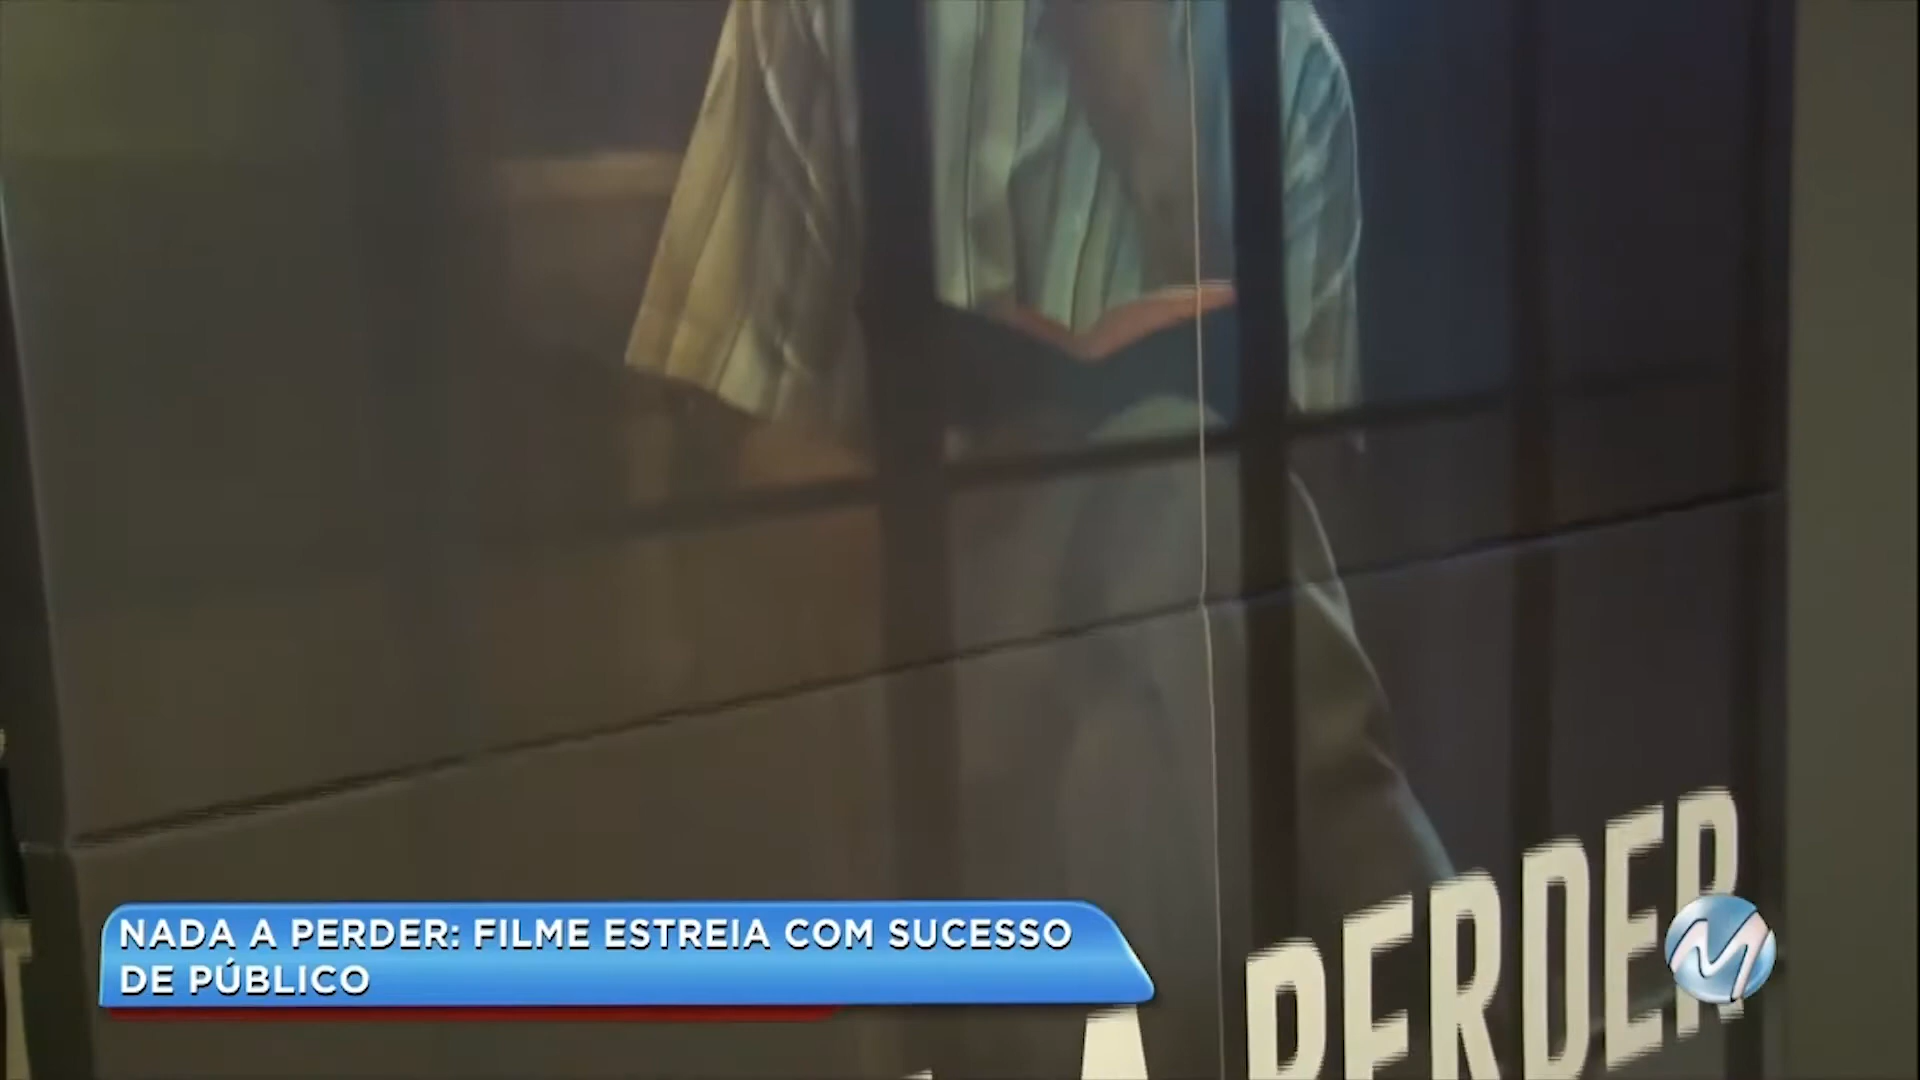 NADA A PERDER: FILME ESTREIA COM SUCESSO
DE PÚBLICO
A PERDER
M